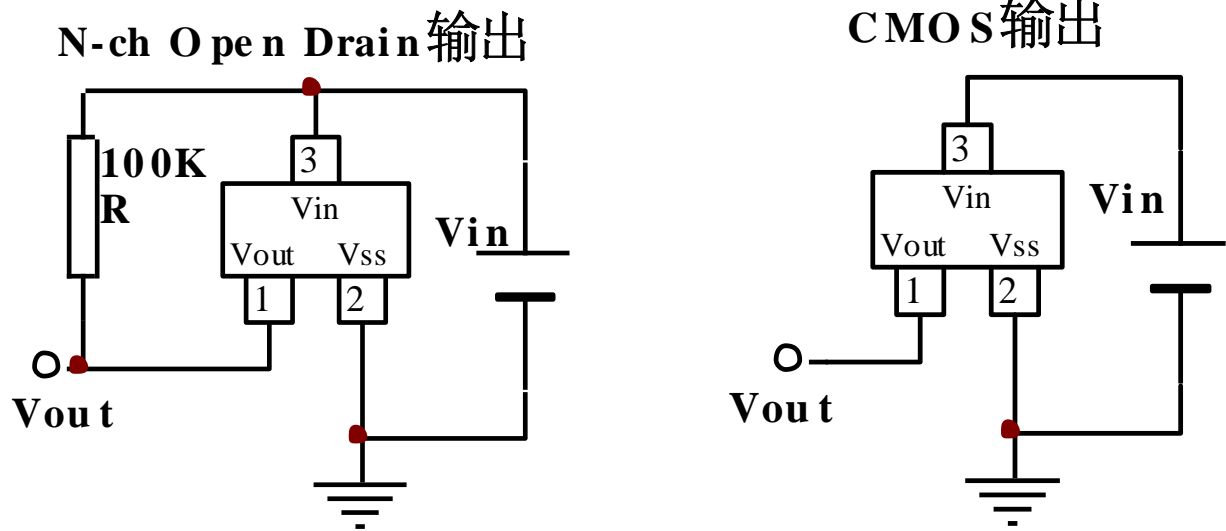 N-ch Open Drain输出
100K
R
3
Vin
Vout Vss
1 2
Vin
Vout
CMOS输出
3
Vin
Vout Vss
1 2
Vin
Vout